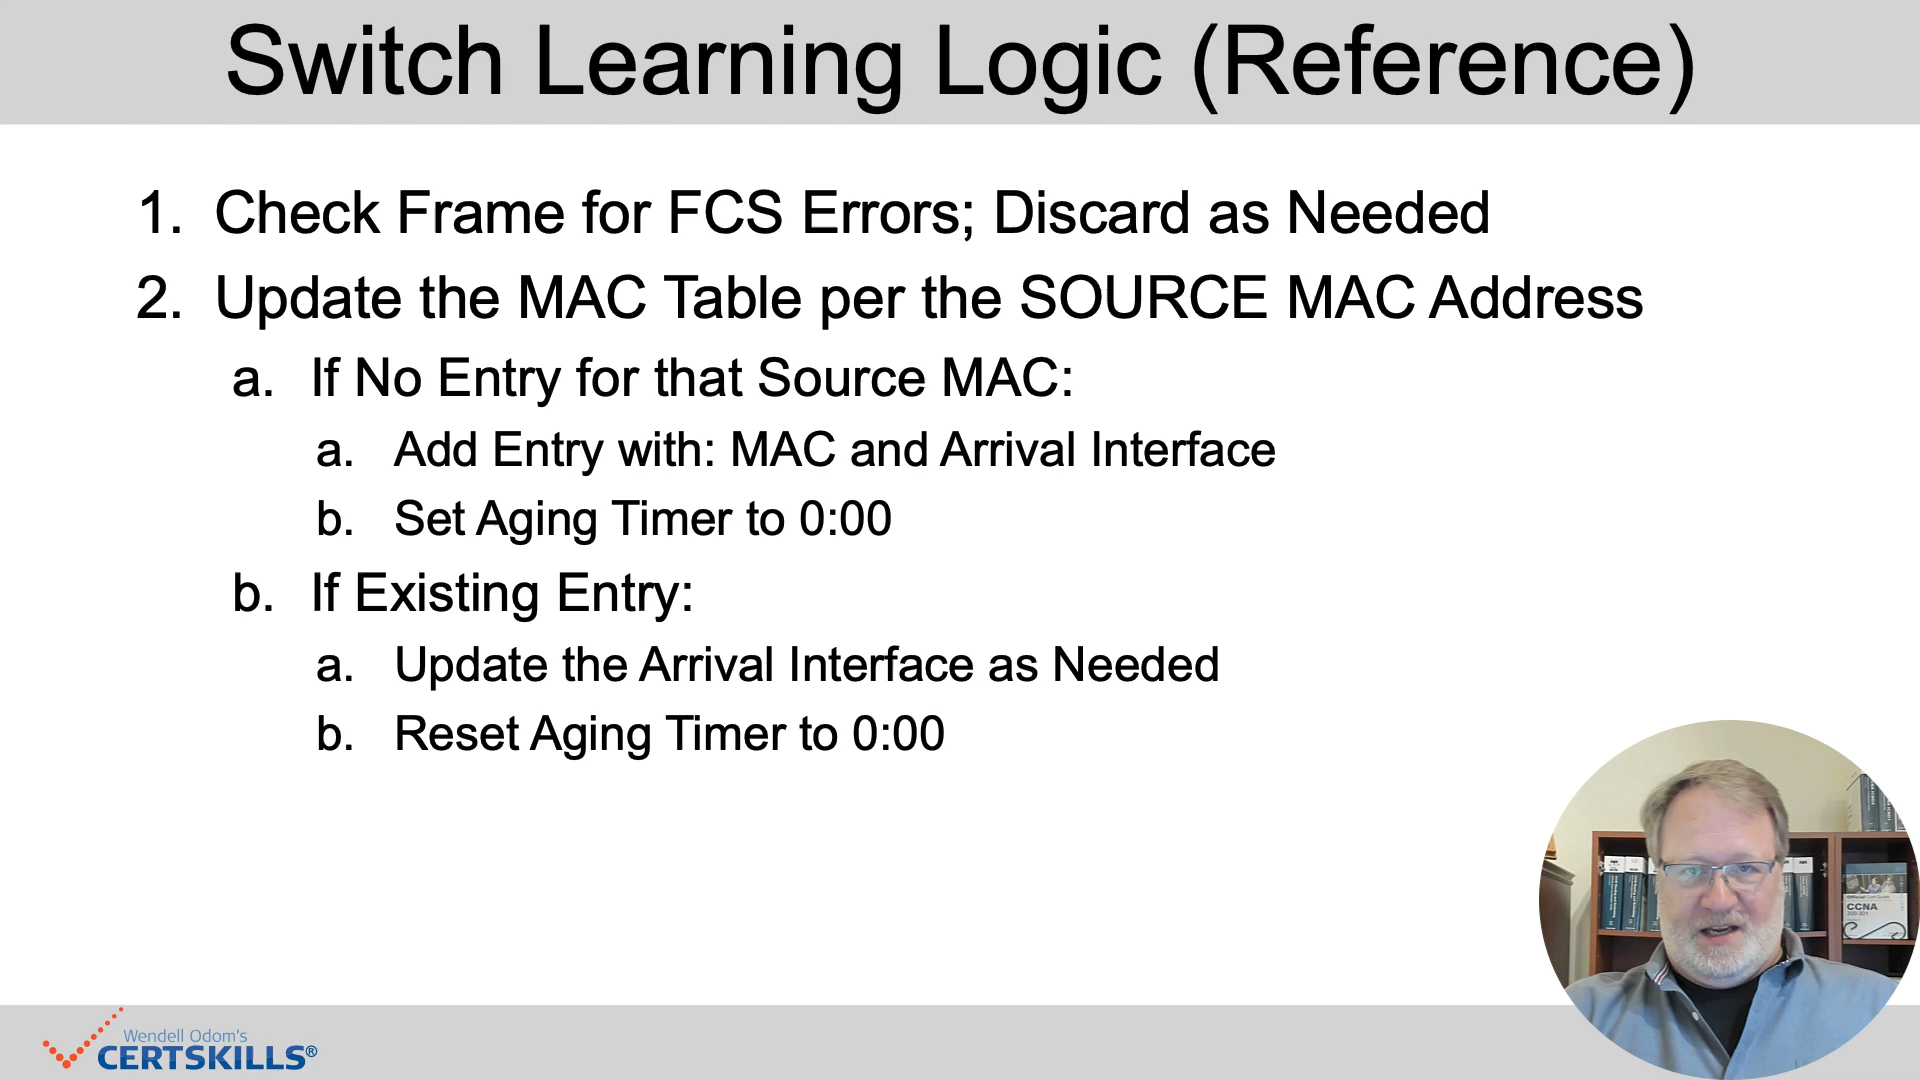 Switch Learning Logic (Reference)
1. Check Frame for FCS Errors; Discard as Needed
2. Update the MAC Table per the SOURCE MAC Address
a. If No Entry for that Source MAC:
a. Add Entry with: MAC and Arrival Interface
b. Set Aging Timer to 0:00
b. If Existing Entry:
a. Update the Arrival Interface as Needed
b. Reset Aging Timer to 0:00
CCNA
Wendell Odom's
CERTSKILLS®